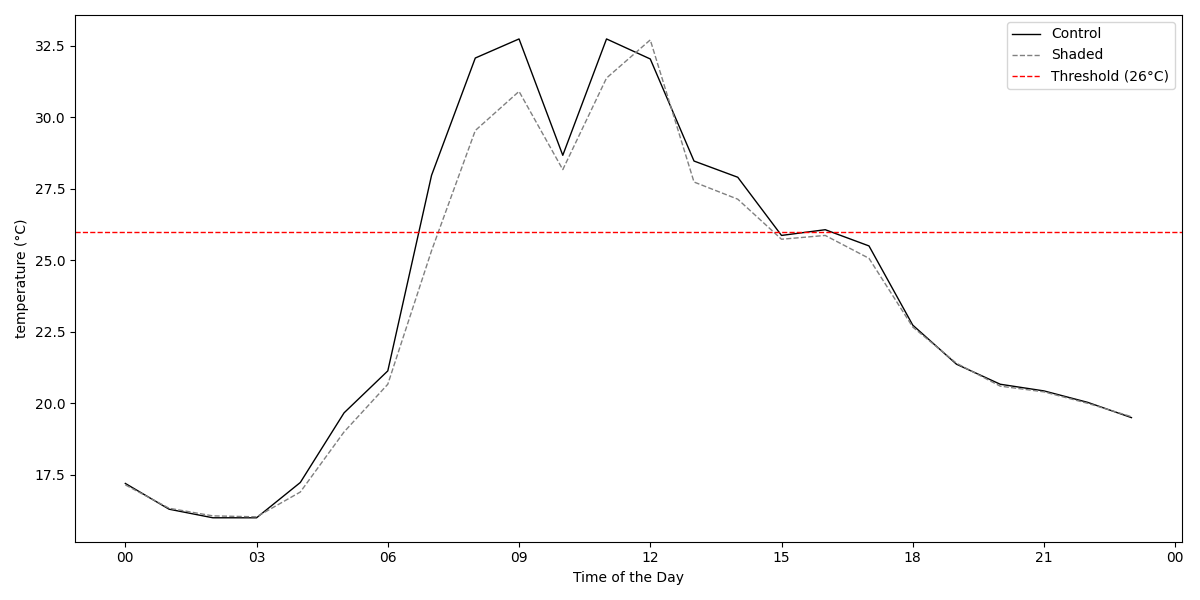 Control
Shaded
Threshold (26°C)
temperature (°C)
32.5
30.0
27.5
25.0
22.5
20.0
17.5
00 03 06 09 12 15 18 21 00
Time of the Day